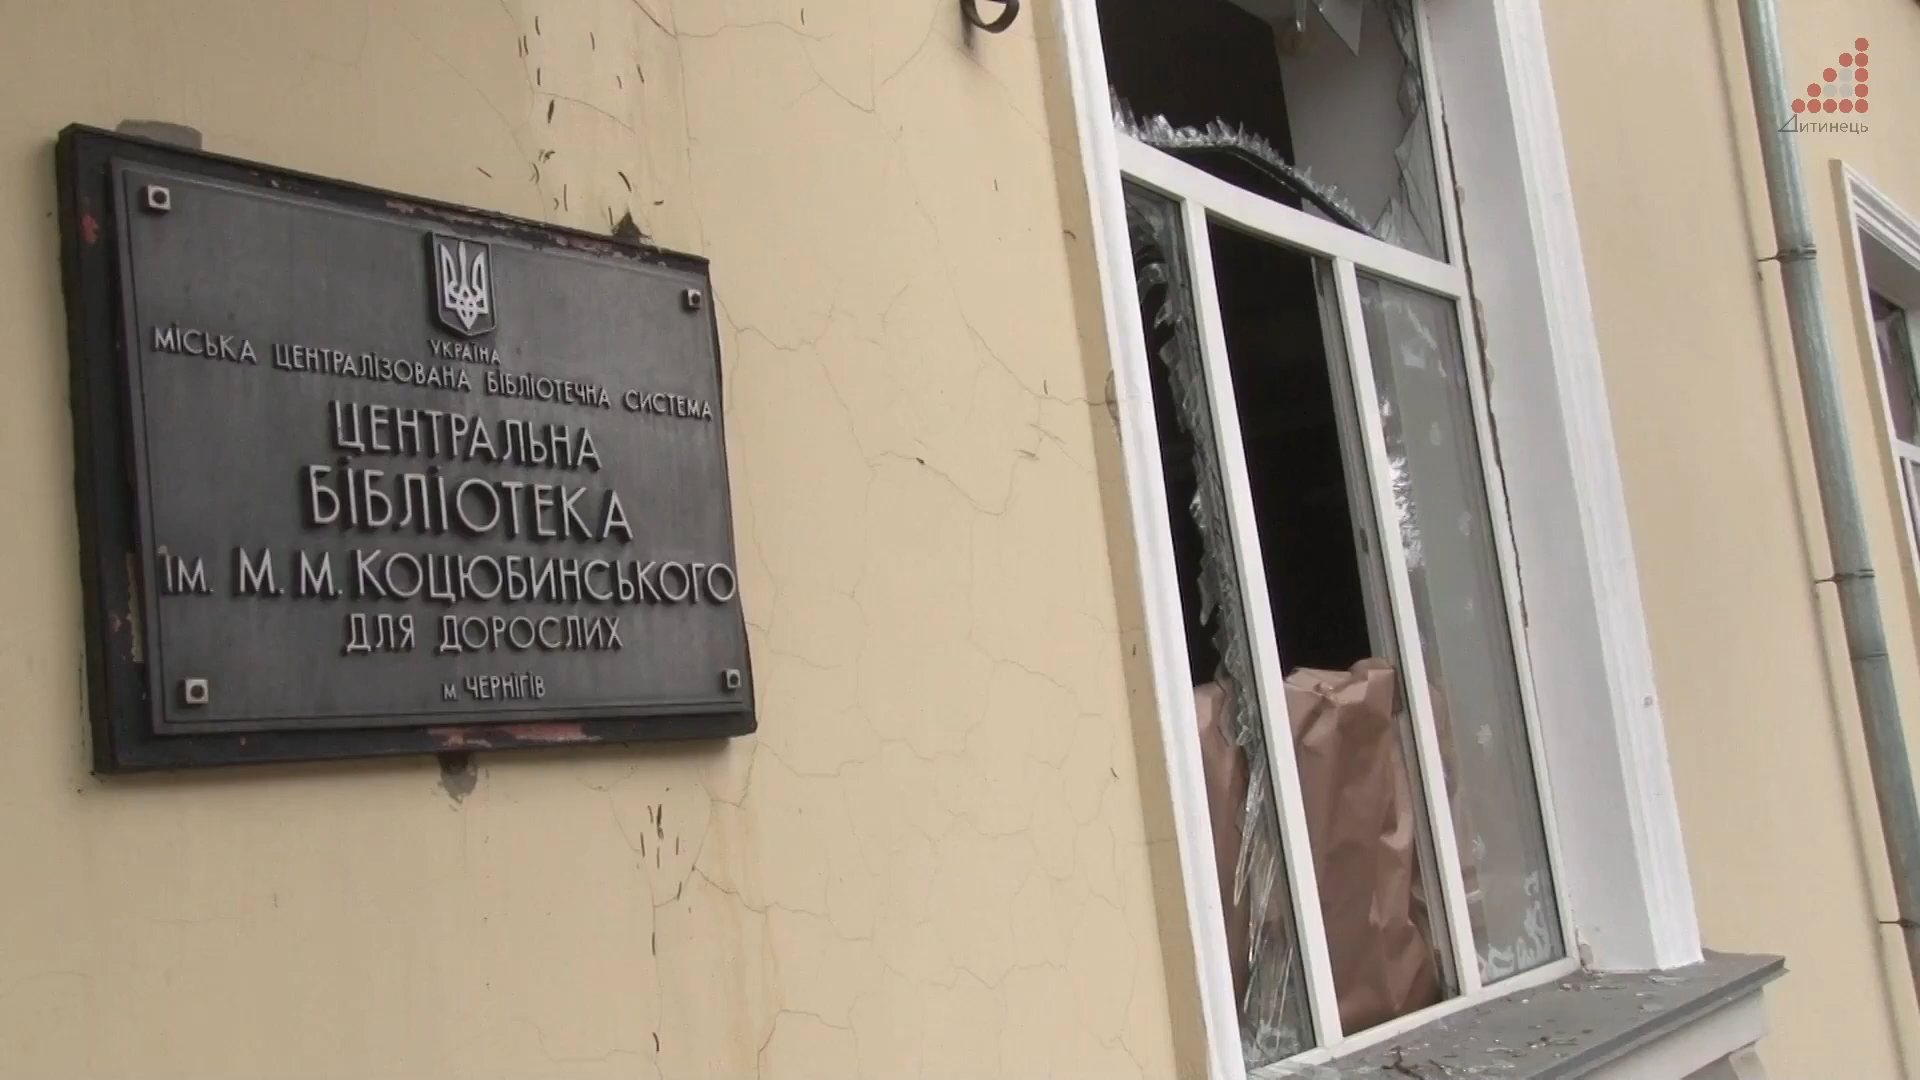 УКРАЇНА
МІСЬКА ЦЕНТРАЛІЗОВАНА БІБЛІОТЕЧНА СИСТЕМА
ЦЕНТРАЛЬНА
БІБЛІОТЕКА
ІМ. М. М. КОЦЮБИНСЬКОГО
ДЛЯ ДОРОСЛИХ
м ЧЕРНІГІВ
Дитинець